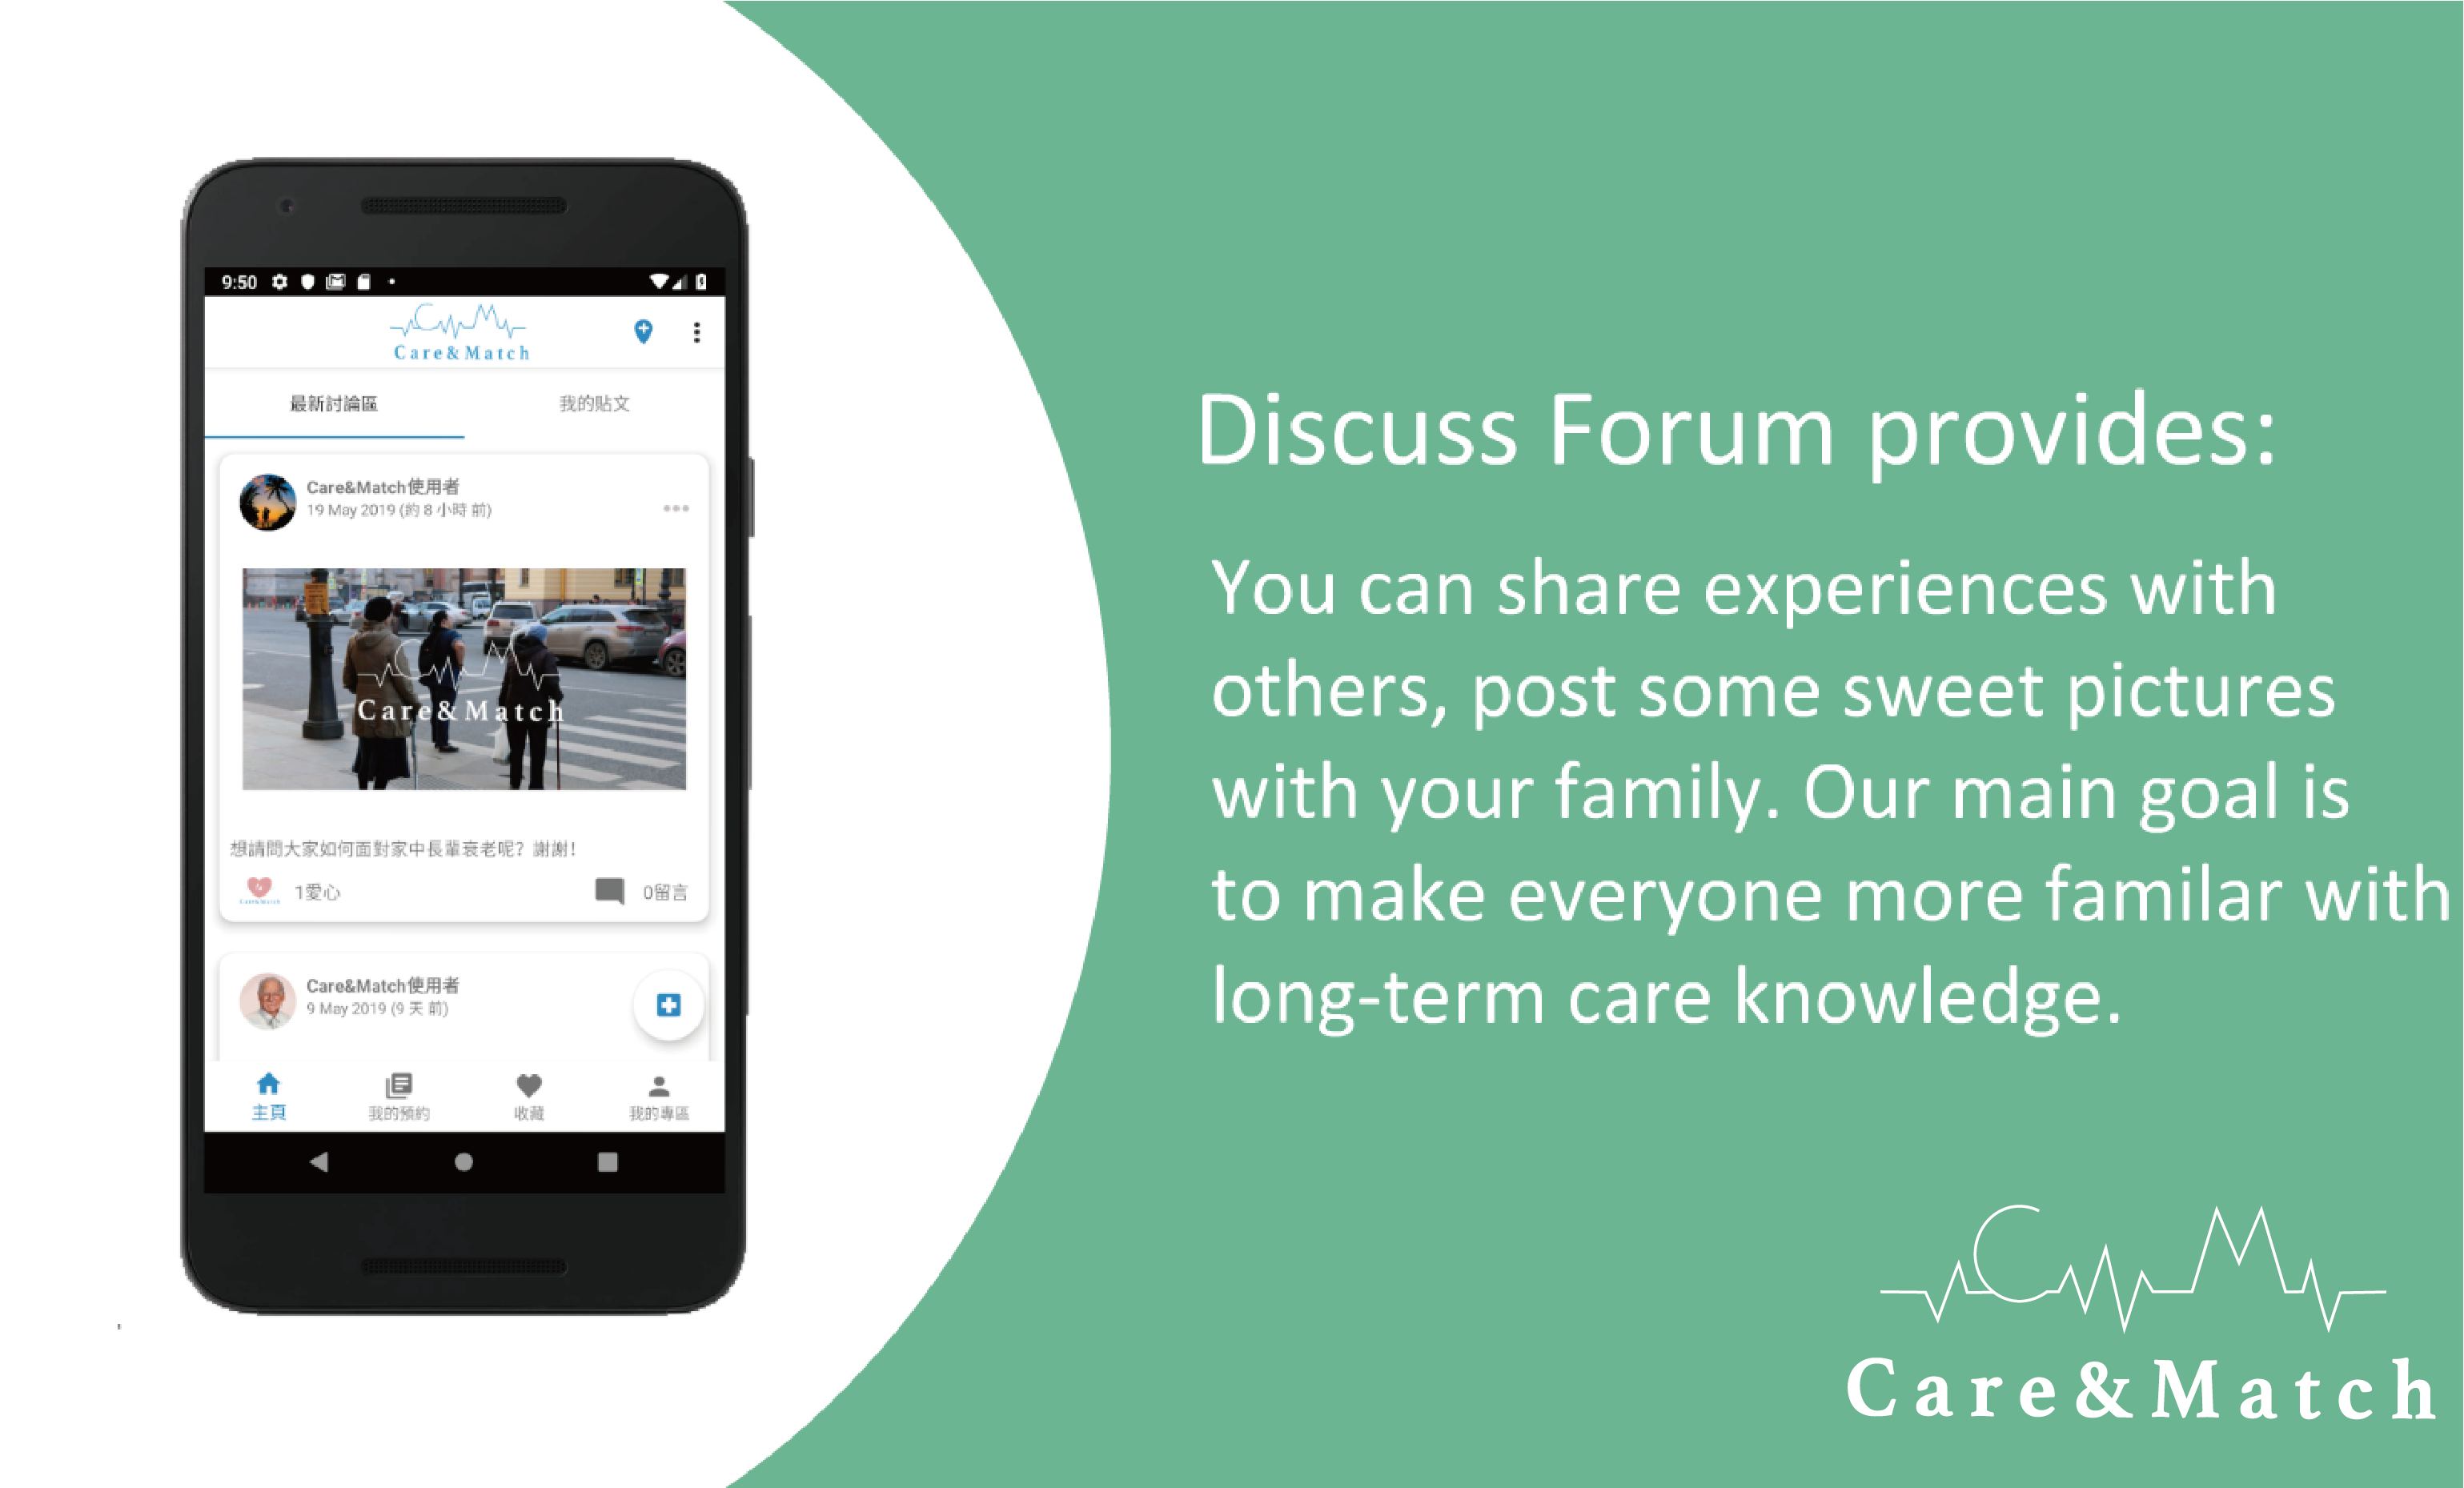 9:50
Care&Match
最新討論區
我的貼文
Care&Match使用者
19 May 2019 (約 8 小時 前)
Care&Match
想請問大家如何面對家中長輩衰老呢? 謝謝!
1愛心
0留言
Care&Match使用者
9 May 2019 (9 天 前)
主頁
我的預約
收藏
我的專區
Discuss Forum provides:
You can share experiences with
others, post some sweet pictures
with your family. Our main goal is
to make everyone more familar with
long-term care knowledge.
Care&Match